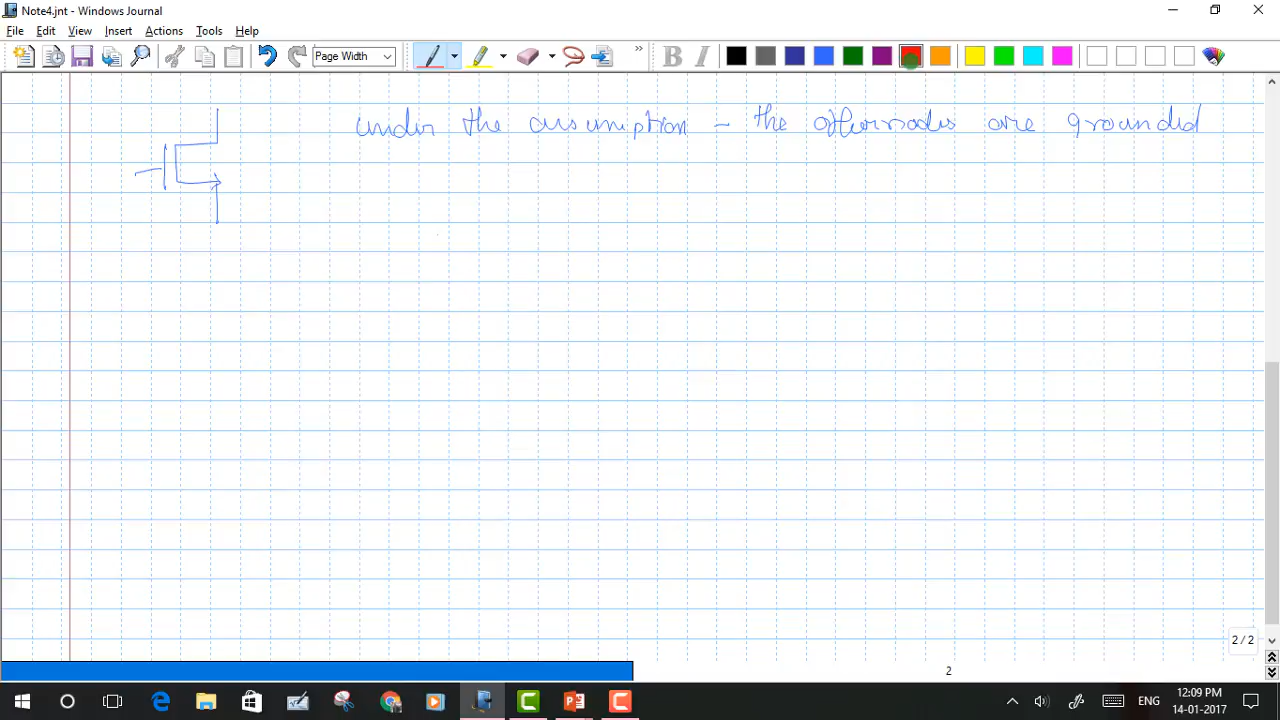 Note4.jnt - Windows Journal
File Edit View Insert Actions Tools Help
Page Width B I
under the assumption - the other nodes are grounded
2 / 2
2
ENG 12:09 PM
14-01-2017